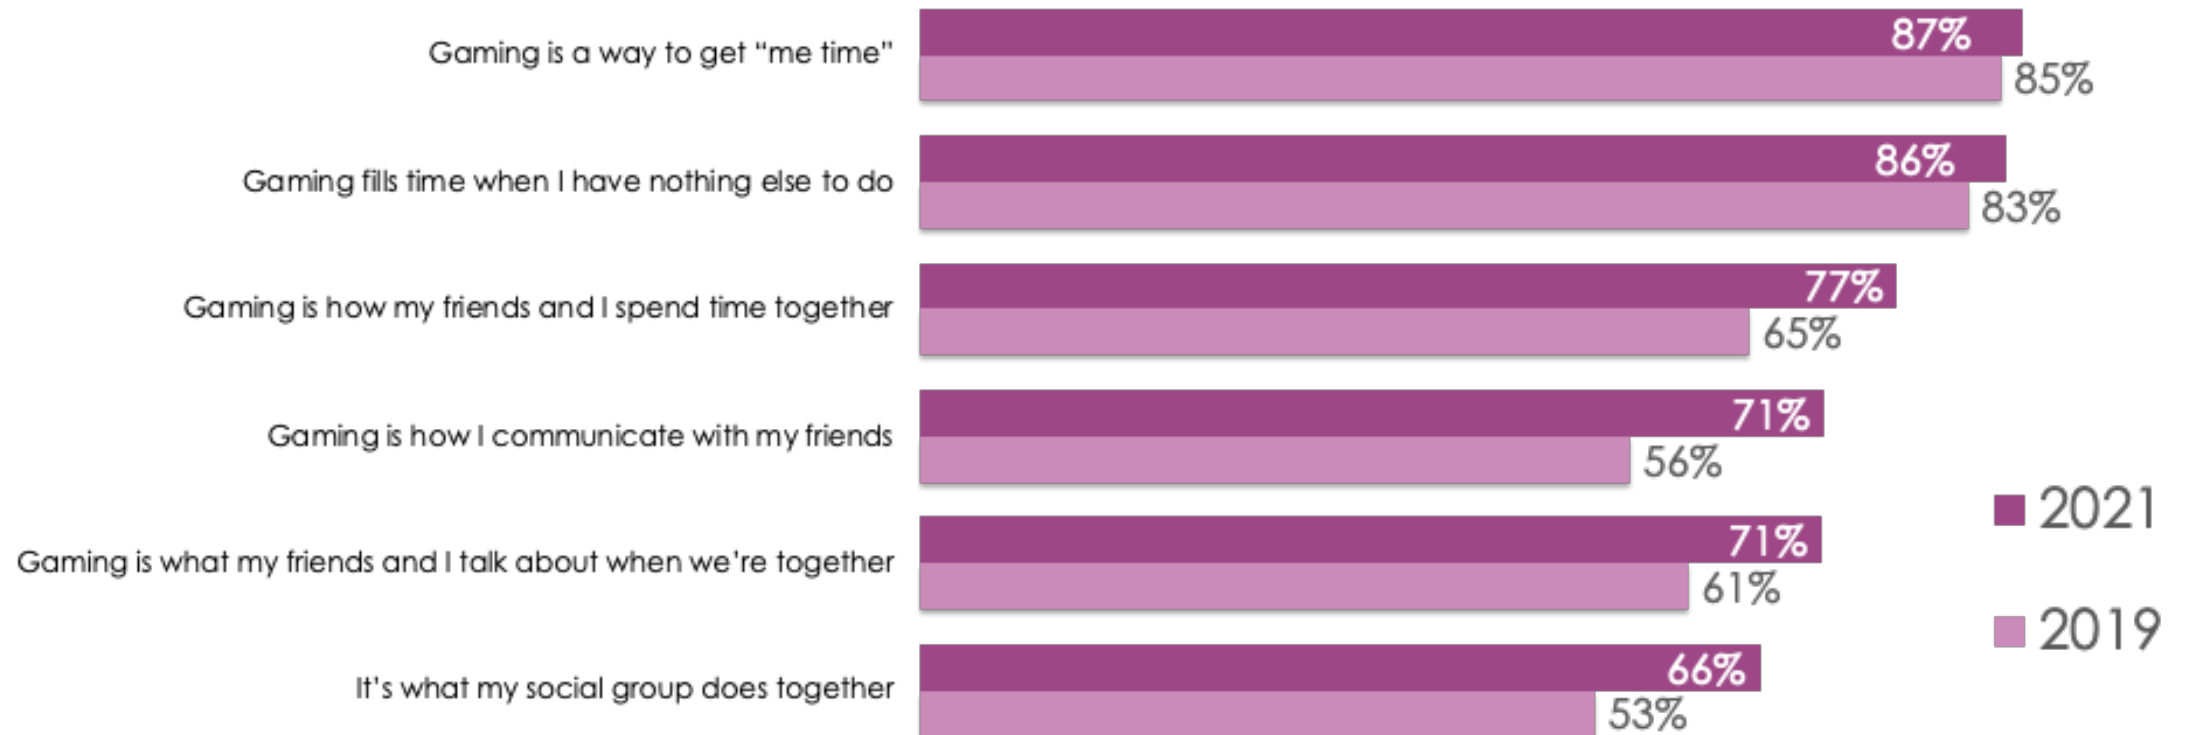 Gaming is a way to get “me time”
87%
85%
Gaming fills time when I have nothing else to do
86%
83%
Gaming is how my friends and I spend time together
77%
65%
Gaming is how I communicate with my friends
71%
56%
Gaming is what my friends and I talk about when we’re together
71%
61%
It’s what my social group does together
66%
53%
2021
2019